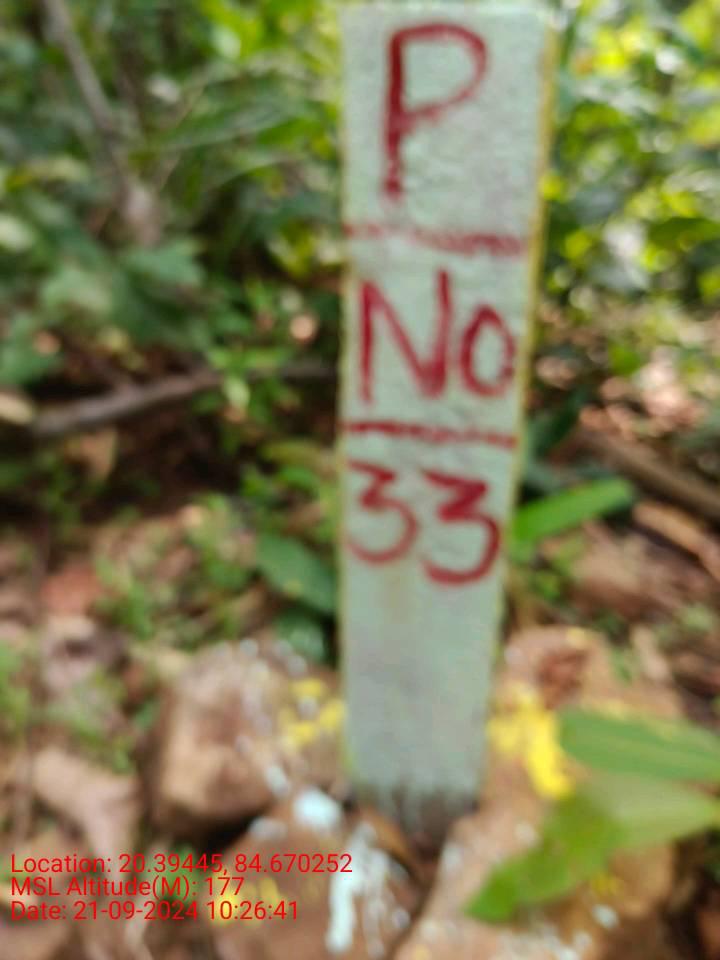 P
No
33
Location: 20.39445, 84.670252
MSL Altitude(M): 177
Date: 21-09-2024 10:26:41